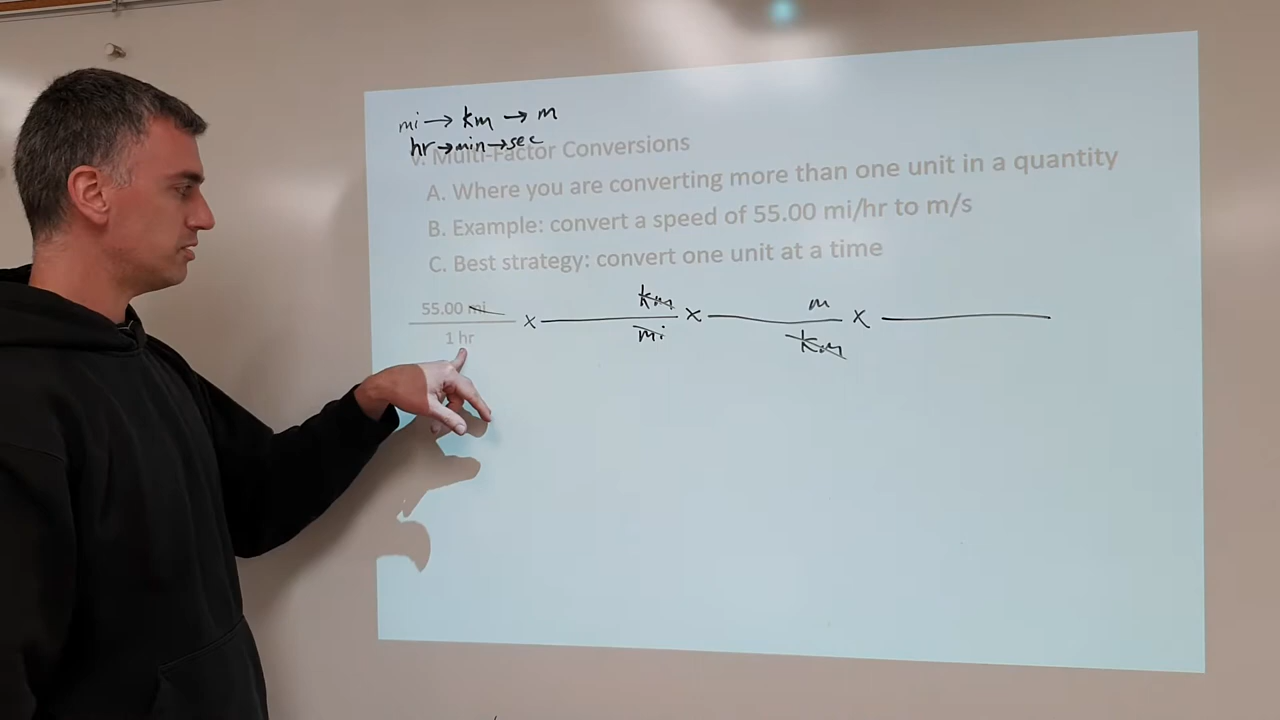 mi → km → m
hr → min → sec
V. Multi-Factor Conversions
A. Where you are converting more than one unit in a quantity
B. Example: convert a speed of 55.00 mi/hr to m/s
C. Best strategy: convert one unit at a time
55.00 mi × km × m ×
1 hr mi km